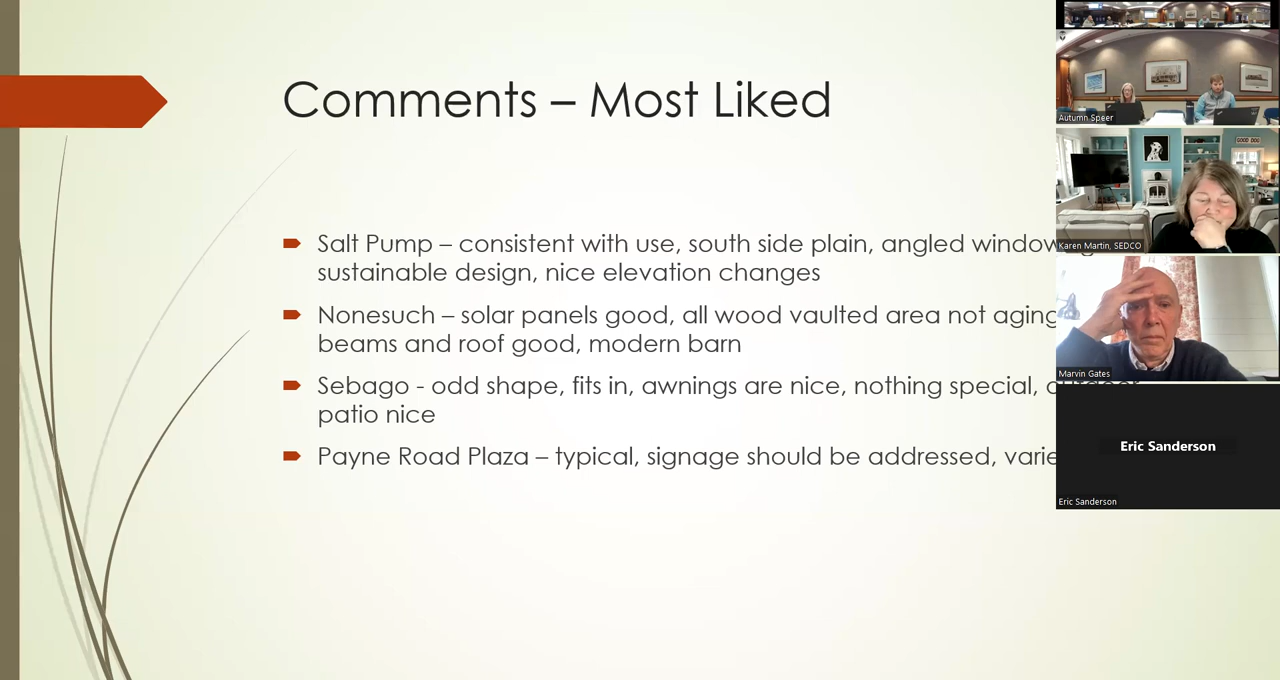 Comments – Most Liked
Salt Pump – consistent with use, south side plain, angled window
sustainable design, nice elevation changes
Nonesuch – solar panels good, all wood vaulted area not aging
beams and roof good, modern barn
Sebago - odd shape, fits in, awnings are nice, nothing special,
patio nice
Payne Road Plaza – typical, signage should be addressed,
Autumn Speer
GOOD DOG
Karen Martin, SEDCO
Marvin Gates
Eric Sanderson
Eric Sanderson